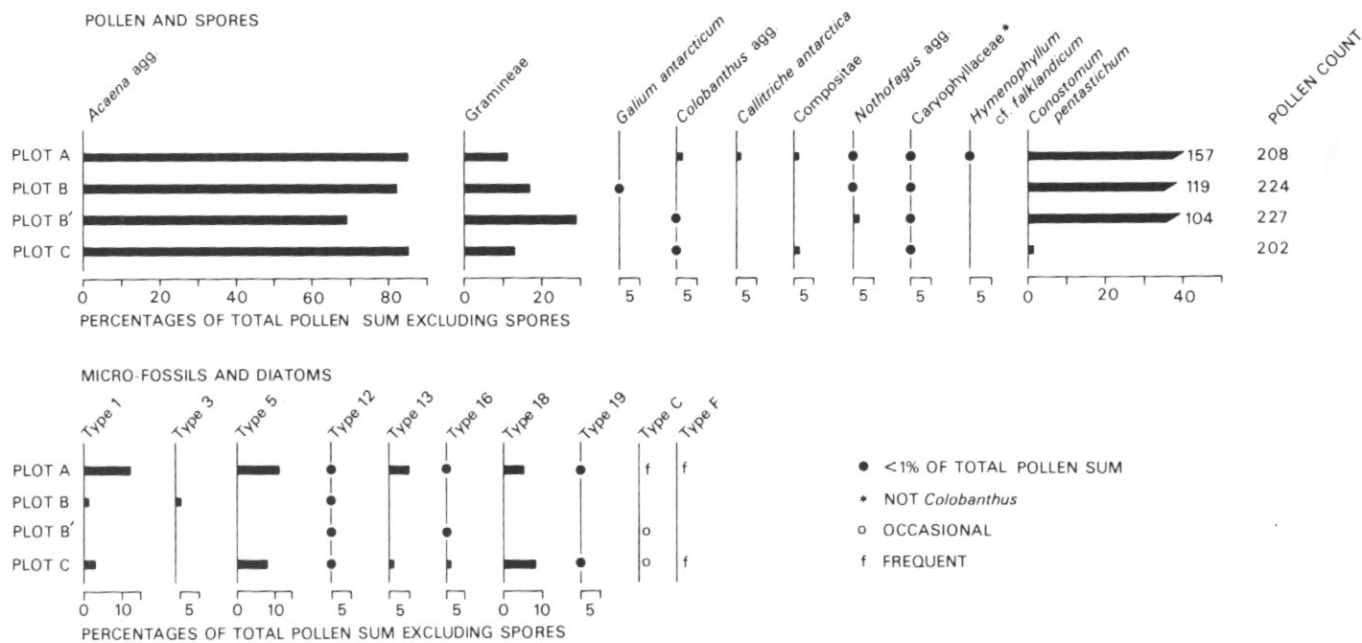 POLLEN AND SPORES
Acaena agg.
Gramineae
Galium antarcticum
Colobanthus agg.
Callitriche antarctica
Compositae
Nothofagus agg.
Caryophyllaceae *
Hymenophyllum
cf. falklandicum
Conostomum
pentastichum
POLLEN COUNT
PLOT A 157 208
PLOT B 119 224
PLOT B′ 104 227
PLOT C 202
0 20 40 60 80 0 20 5 5 5 5 5 5 5 0 20 40
PERCENTAGES OF TOTAL POLLEN SUM EXCLUDING SPORES
MICRO-FOSSILS AND DIATOMS
Type 1
Type 3
Type 5
Type 12
Type 13
Type 16
Type 18
Type 19
Type C
Type F
PLOT A f f
PLOT B
PLOT B′ o
PLOT C o f
0 10 5 0 10 5 5 5 0 10 5
PERCENTAGES OF TOTAL POLLEN SUM EXCLUDING SPORES
● <1% OF TOTAL POLLEN SUM
* NOT Colobanthus
o OCCASIONAL
f FREQUENT